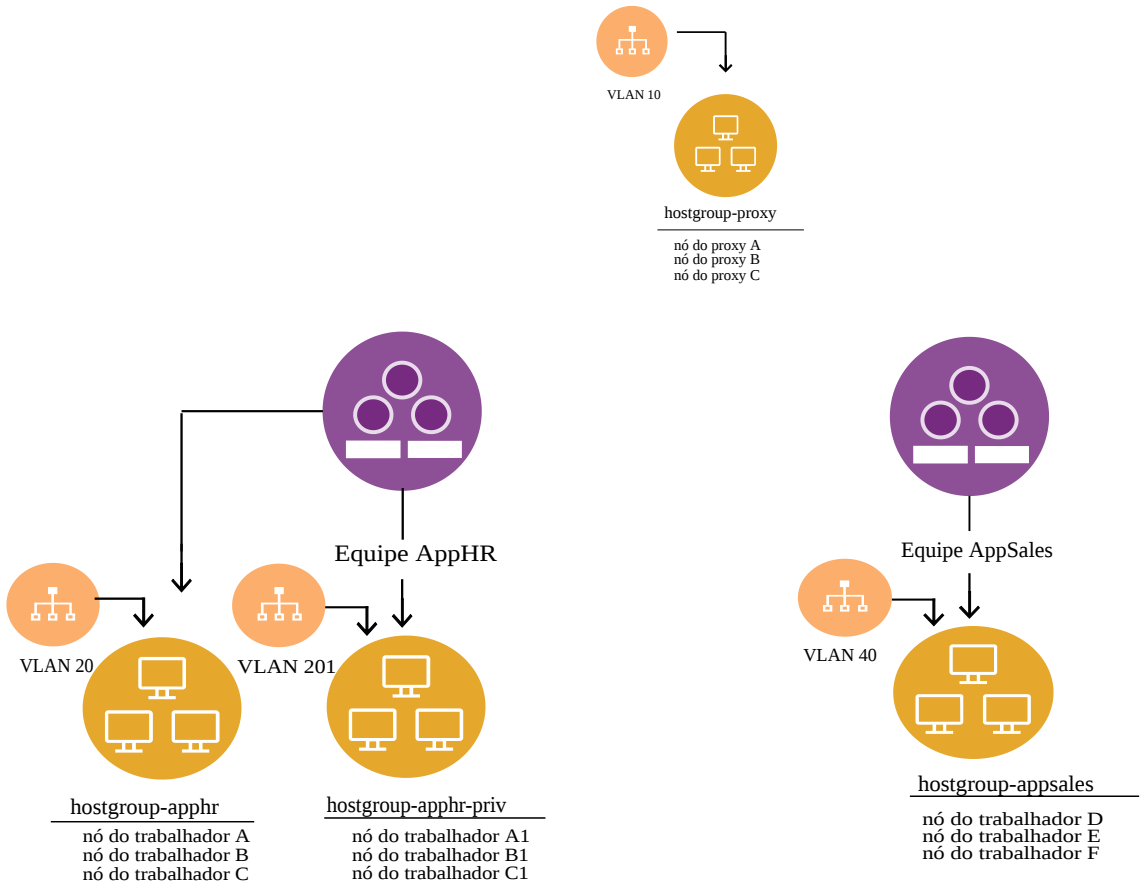 VLAN 10
hostgroup-proxy
nó do proxy A
nó do proxy B
nó do proxy C
Equipe AppHR
Equipe AppSales
VLAN 20
VLAN 201
VLAN 40
hostgroup-apphr
nó do trabalhador A
nó do trabalhador B
nó do trabalhador C
hostgroup-apphr-priv
nó do trabalhador A1
nó do trabalhador B1
nó do trabalhador C1
hostgroup-appsales
nó do trabalhador D
nó do trabalhador E
nó do trabalhador F